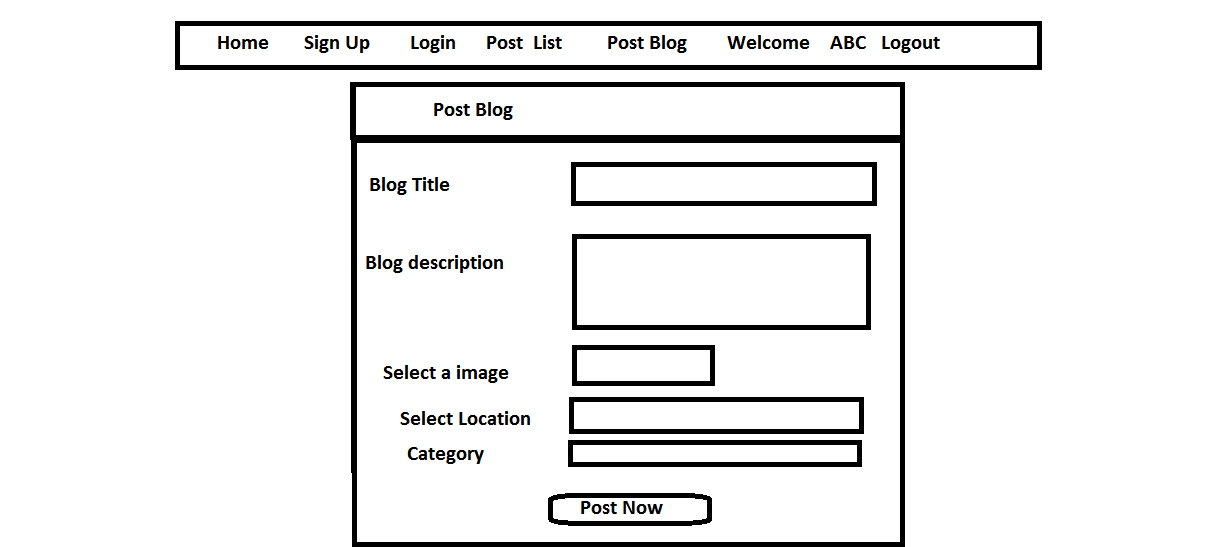 Home Sign Up Login Post List Post Blog Welcome ABC Logout
Post Blog
Blog Title
Blog description
Select a image
Select Location
Category
Post Now